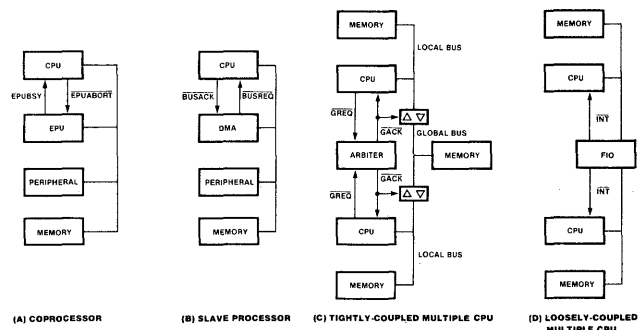 CPU
EPUBSY
EPUABORT
EPU
PERIPHERAL
MEMORY
(A) COPROCESSOR
CPU
BUSACK
BUSREQ
DMA
PERIPHERAL
MEMORY
(B) SLAVE PROCESSOR
MEMORY
LOCAL BUS
CPU
GREQ
GACK
GLOBAL BUS
ARBITER
MEMORY
GREQ
GACK
CPU
LOCAL BUS
MEMORY
(C) TIGHTLY-COUPLED MULTIPLE CPU
MEMORY
CPU
INT
FIO
INT
CPU
MEMORY
(D) LOOSELY-COUPLED
MULTIPLE CPU